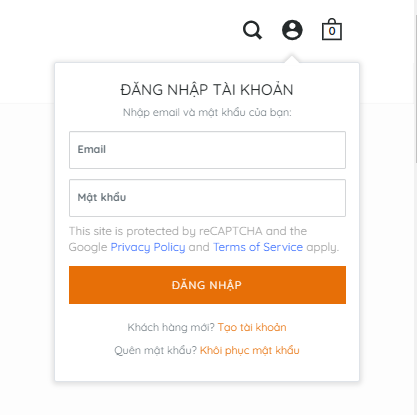 0
ĐĂNG NHẬP TÀI KHOẢN
Nhập email và mật khẩu của bạn:
Email
Mật khẩu
This site is protected by reCAPTCHA and the
Google Privacy Policy and Terms of Service apply.
ĐĂNG NHẬP
Khách hàng mới? Tạo tài khoản
Quên mật khẩu? Khôi phục mật khẩu